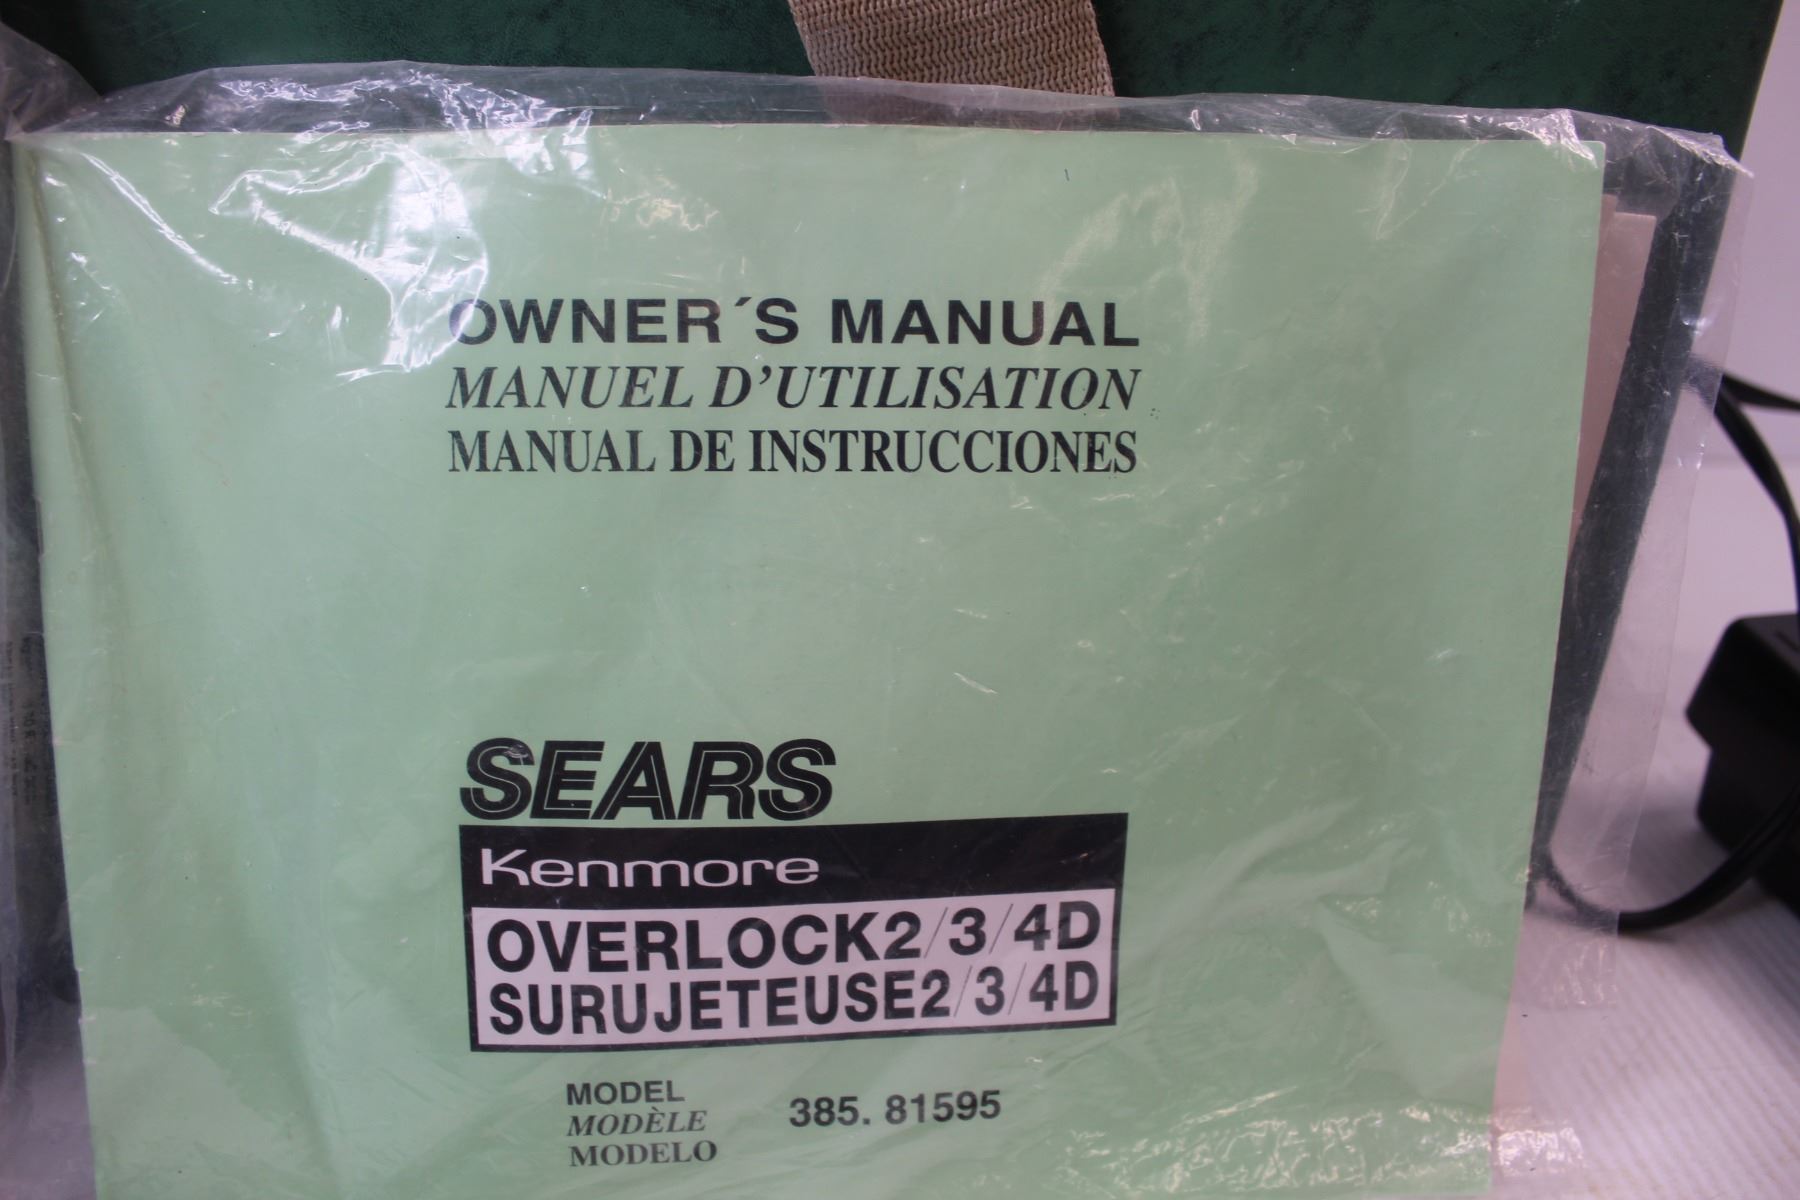 OWNER´S MANUAL
MANUEL D'UTILISATION
MANUAL DE INSTRUCCIONES
SEARS
Kenmore
OVERLOCK2/3/4D
SURUJETEUSE2/3/4D
MODEL
MODÈLE 385. 81595
MODELO